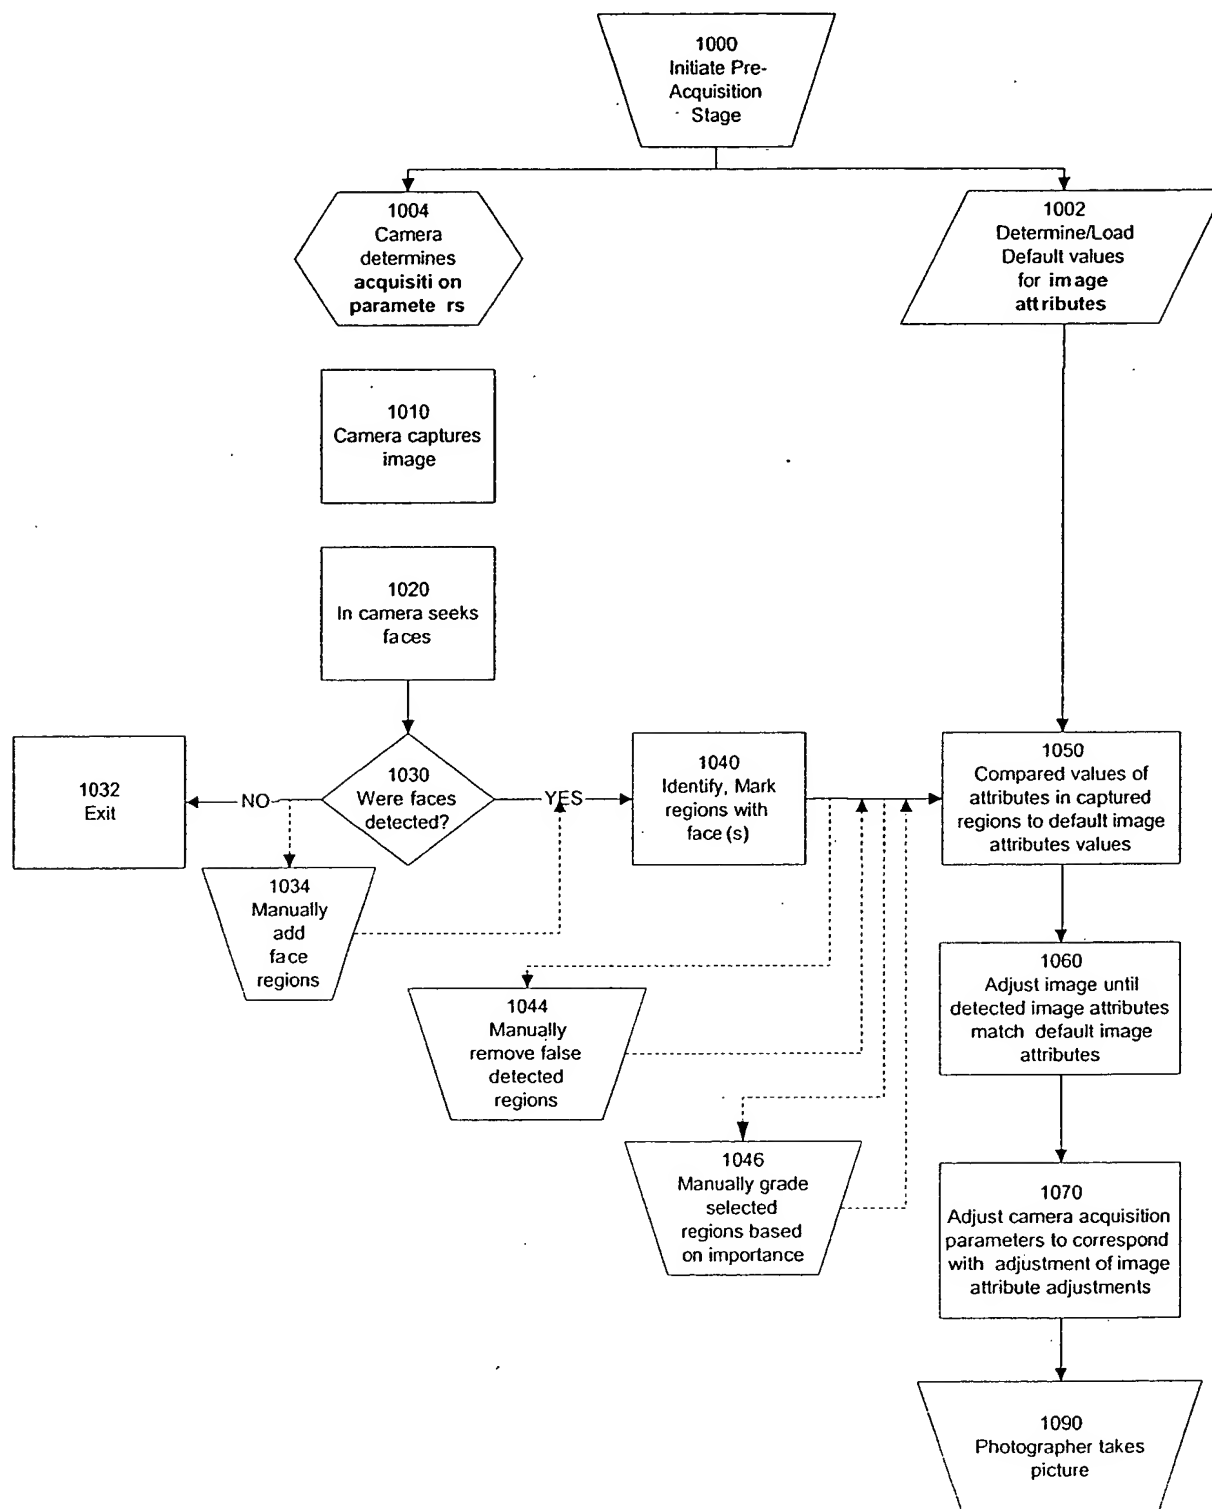 1000
Initiate Pre-
Acquisition
Stage
1004
Camera
determines
acquisiti on
paramete rs
1002
Determine/Load
Default values
for image
attributes
1010
Camera captures
image
1020
In camera seeks
faces
1032
Exit
NO
1030
Were faces
detected?
YES
1040
Identify, Mark
regions with
face (s)
1050
Compared values of
attributes in captured
regions to default image
attributes values
1034
Manually
add
face
regions
1044
Manually
remove false
detected
regions
1060
Adjust image until
detected image attributes
match default image
attributes
1046
Manually grade
selected
regions based
on importance
1070
Adjust camera acquisition
parameters to correspond
with adjustment of image
attribute adjustments
1090
Photographer takes
picture